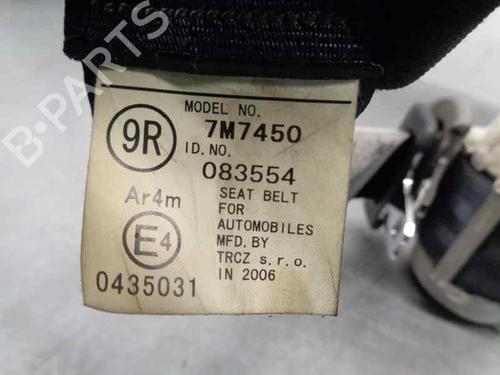 MODEL NO.
9R
7M7450
I D. NO.
083554
Ar4m
SEAT BELT
FOR
AUTOMOBILES
E4
MFD. BY
TRCZ s. r. o.
0435031
IN 2006
B-PARTS